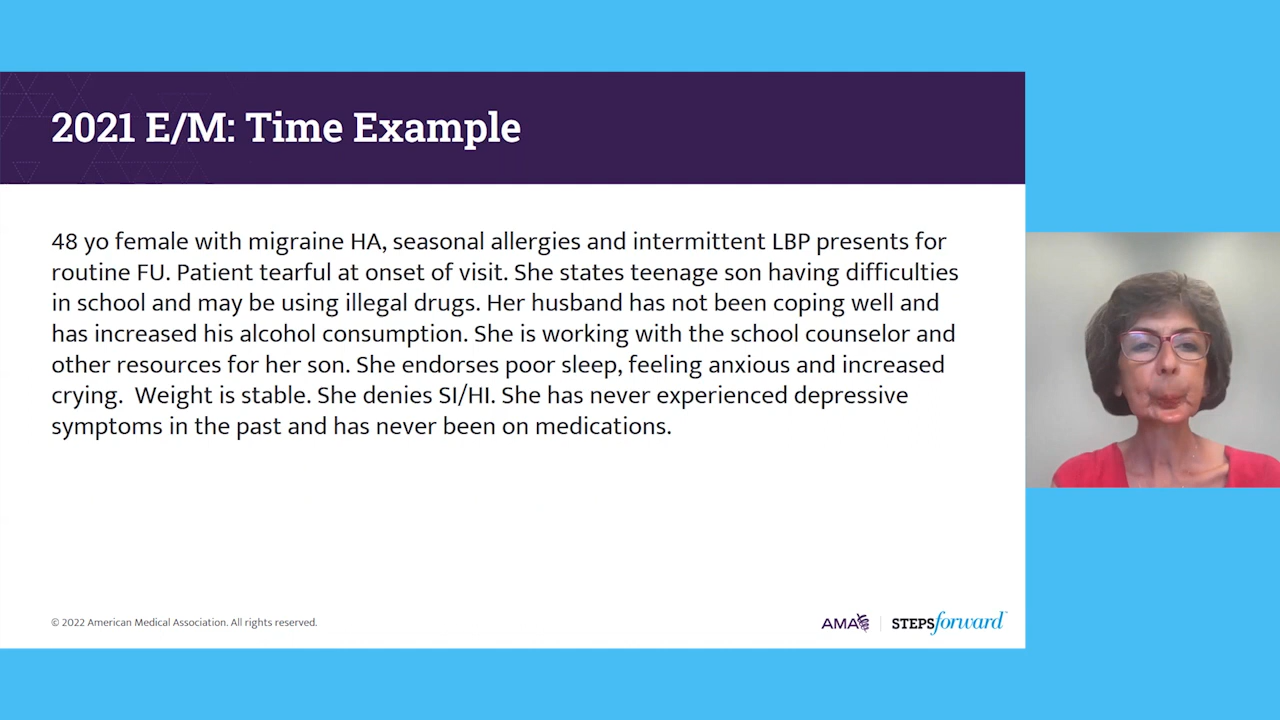 2021 E/M: Time Example
48 yo female with migraine HA, seasonal allergies and intermittent LBP presents for
routine FU. Patient tearful at onset of visit. She states teenage son having difficulties
in school and may be using illegal drugs. Her husband has not been coping well and
has increased his alcohol consumption. She is working with the school counselor and
other resources for her son. She endorses poor sleep, feeling anxious and increased
crying.  Weight is stable. She denies SI/HI. She has never experienced depressive
symptoms in the past and has never been on medications.
© 2022 American Medical Association. All rights reserved.
AMA | STEPSforward™